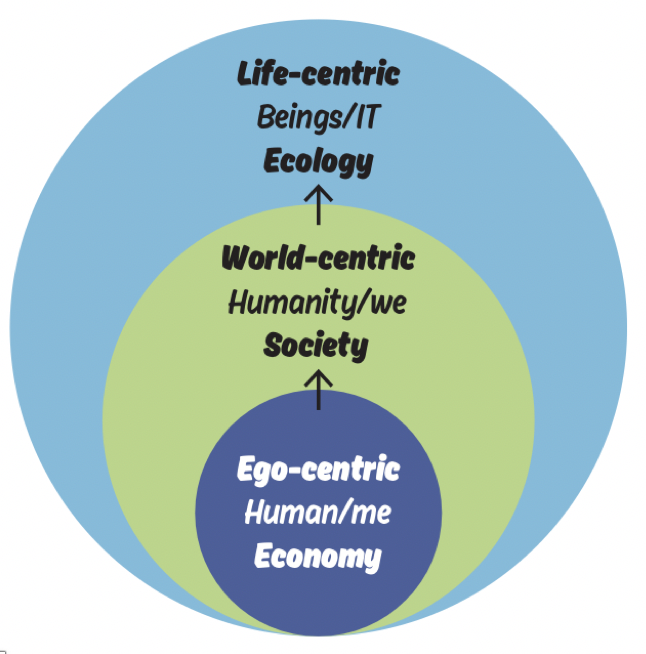 Life-centric
Beings/IT
Ecology
World-centric
Humanity/we
Society
Ego-centric
Human/me
Economy